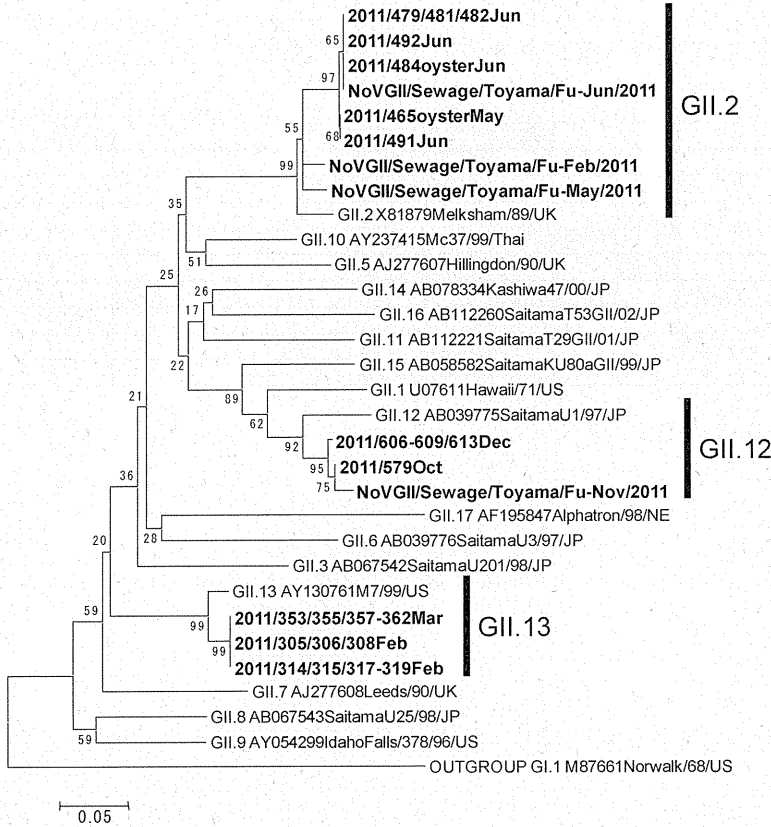 2011/479/481/482Jun
65
2011/492Jun
2011/484oysterJun
97
NoVGII/Sewage/Toyama/Fu-Jun/2011
GII.2
2011/465oysterMay
55
68
2011/491Jun
99
NoVGII/Sewage/Toyama/Fu-Feb/2011
NoVGII/Sewage/Toyama/Fu-May/2011
35
GII.2 X81879Melksham/89/UK
GII.10 AY237415Mc37/99/Thai
51
GII.5 AJ277607Hillingdon/90/UK
25
26
GII.14 AB078334Kashiwa47/00/JP
17
GII.16 AB112260SaitamaT53GII/02/JP
GII.11 AB112221SaitamaT29GII/01/JP
22
GII.15 AB058582SaitamaKU80aGII/99/JP
89
GII.1 U07611Hawaii/71/US
21
62
GII.12 AB039775SaitamaU1/97/JP
92
2011/606-609/613Dec
GII.12
95
2011/579Oct
36
75
NoVGII/Sewage/Toyama/Fu-Nov/2011
GII.17 AF195847Alphatron/98/NE
28
GII.6 AB039776SaitamaU3/97/JP
20
GII.3 AB067542SaitamaU201/98/JP
GII.13 AY130761M7/99/US
59
99
2011/353/355/357-362Mar
GII.13
2011/305/306/308Feb
99
2011/314/315/317-319Feb
GII.7 AJ277608Leeds/90/UK
GII.8 AB067543SaitamaU25/98/JP
59
GII.9 AY054299IdahoFalls/378/96/US
OUTGROUP GI.1 M87661Norwalk/68/US
0.05